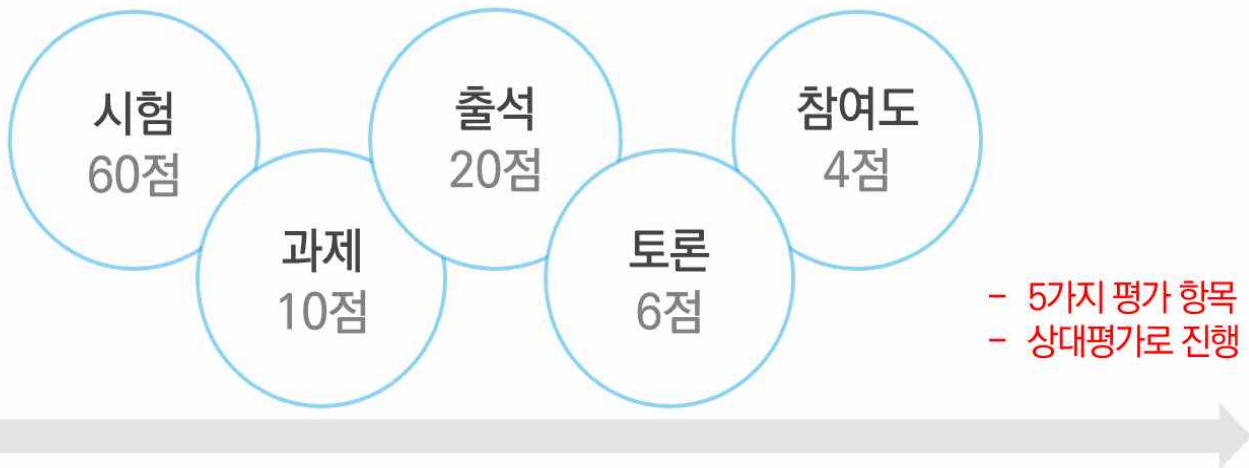 시험
60점
과제
10점
출석
20점
토론
6점
참여도
4점
- 5가지 평가 항목
- 상대평가로 진행